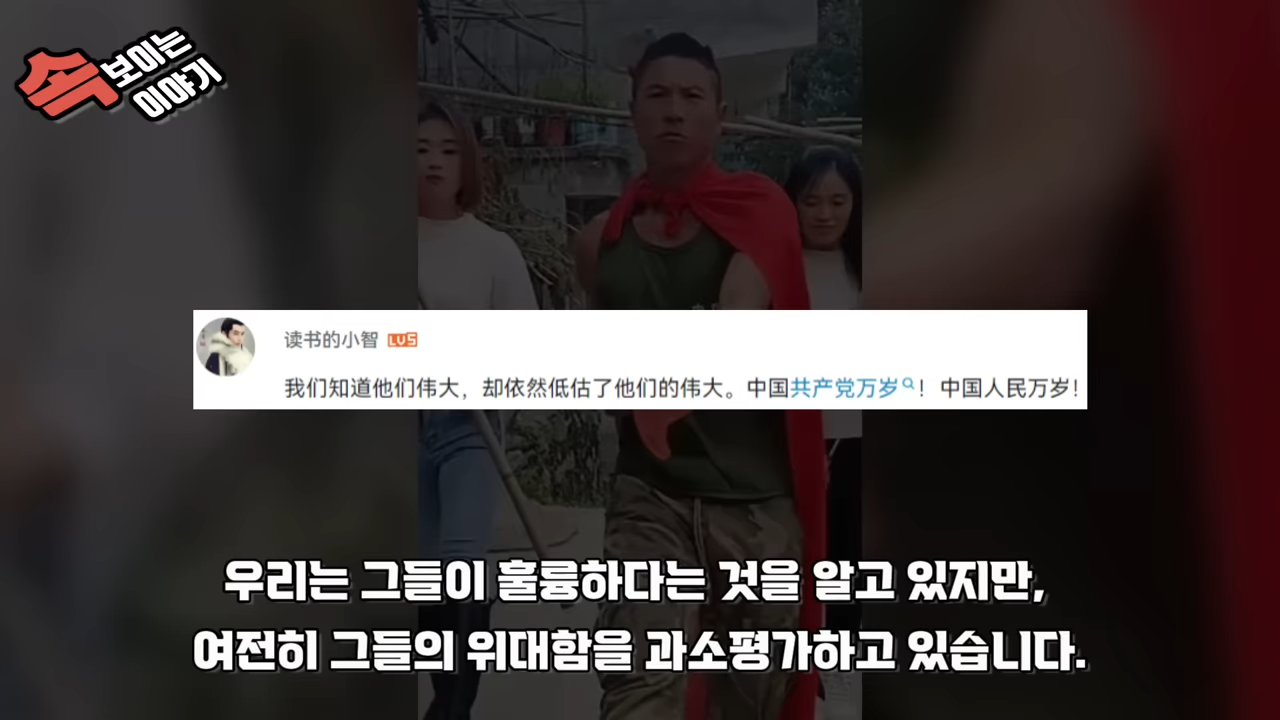 속보이는
이야기
读书的小智 LV5
我们知道他们伟大，却依然低估了他们的伟大。中国共产党万岁！中国人民万岁！
우리는 그들이 훌륭하다는 것을 알고 있지만,
여전히 그들의 위대함을 과소평가하고 있습니다.